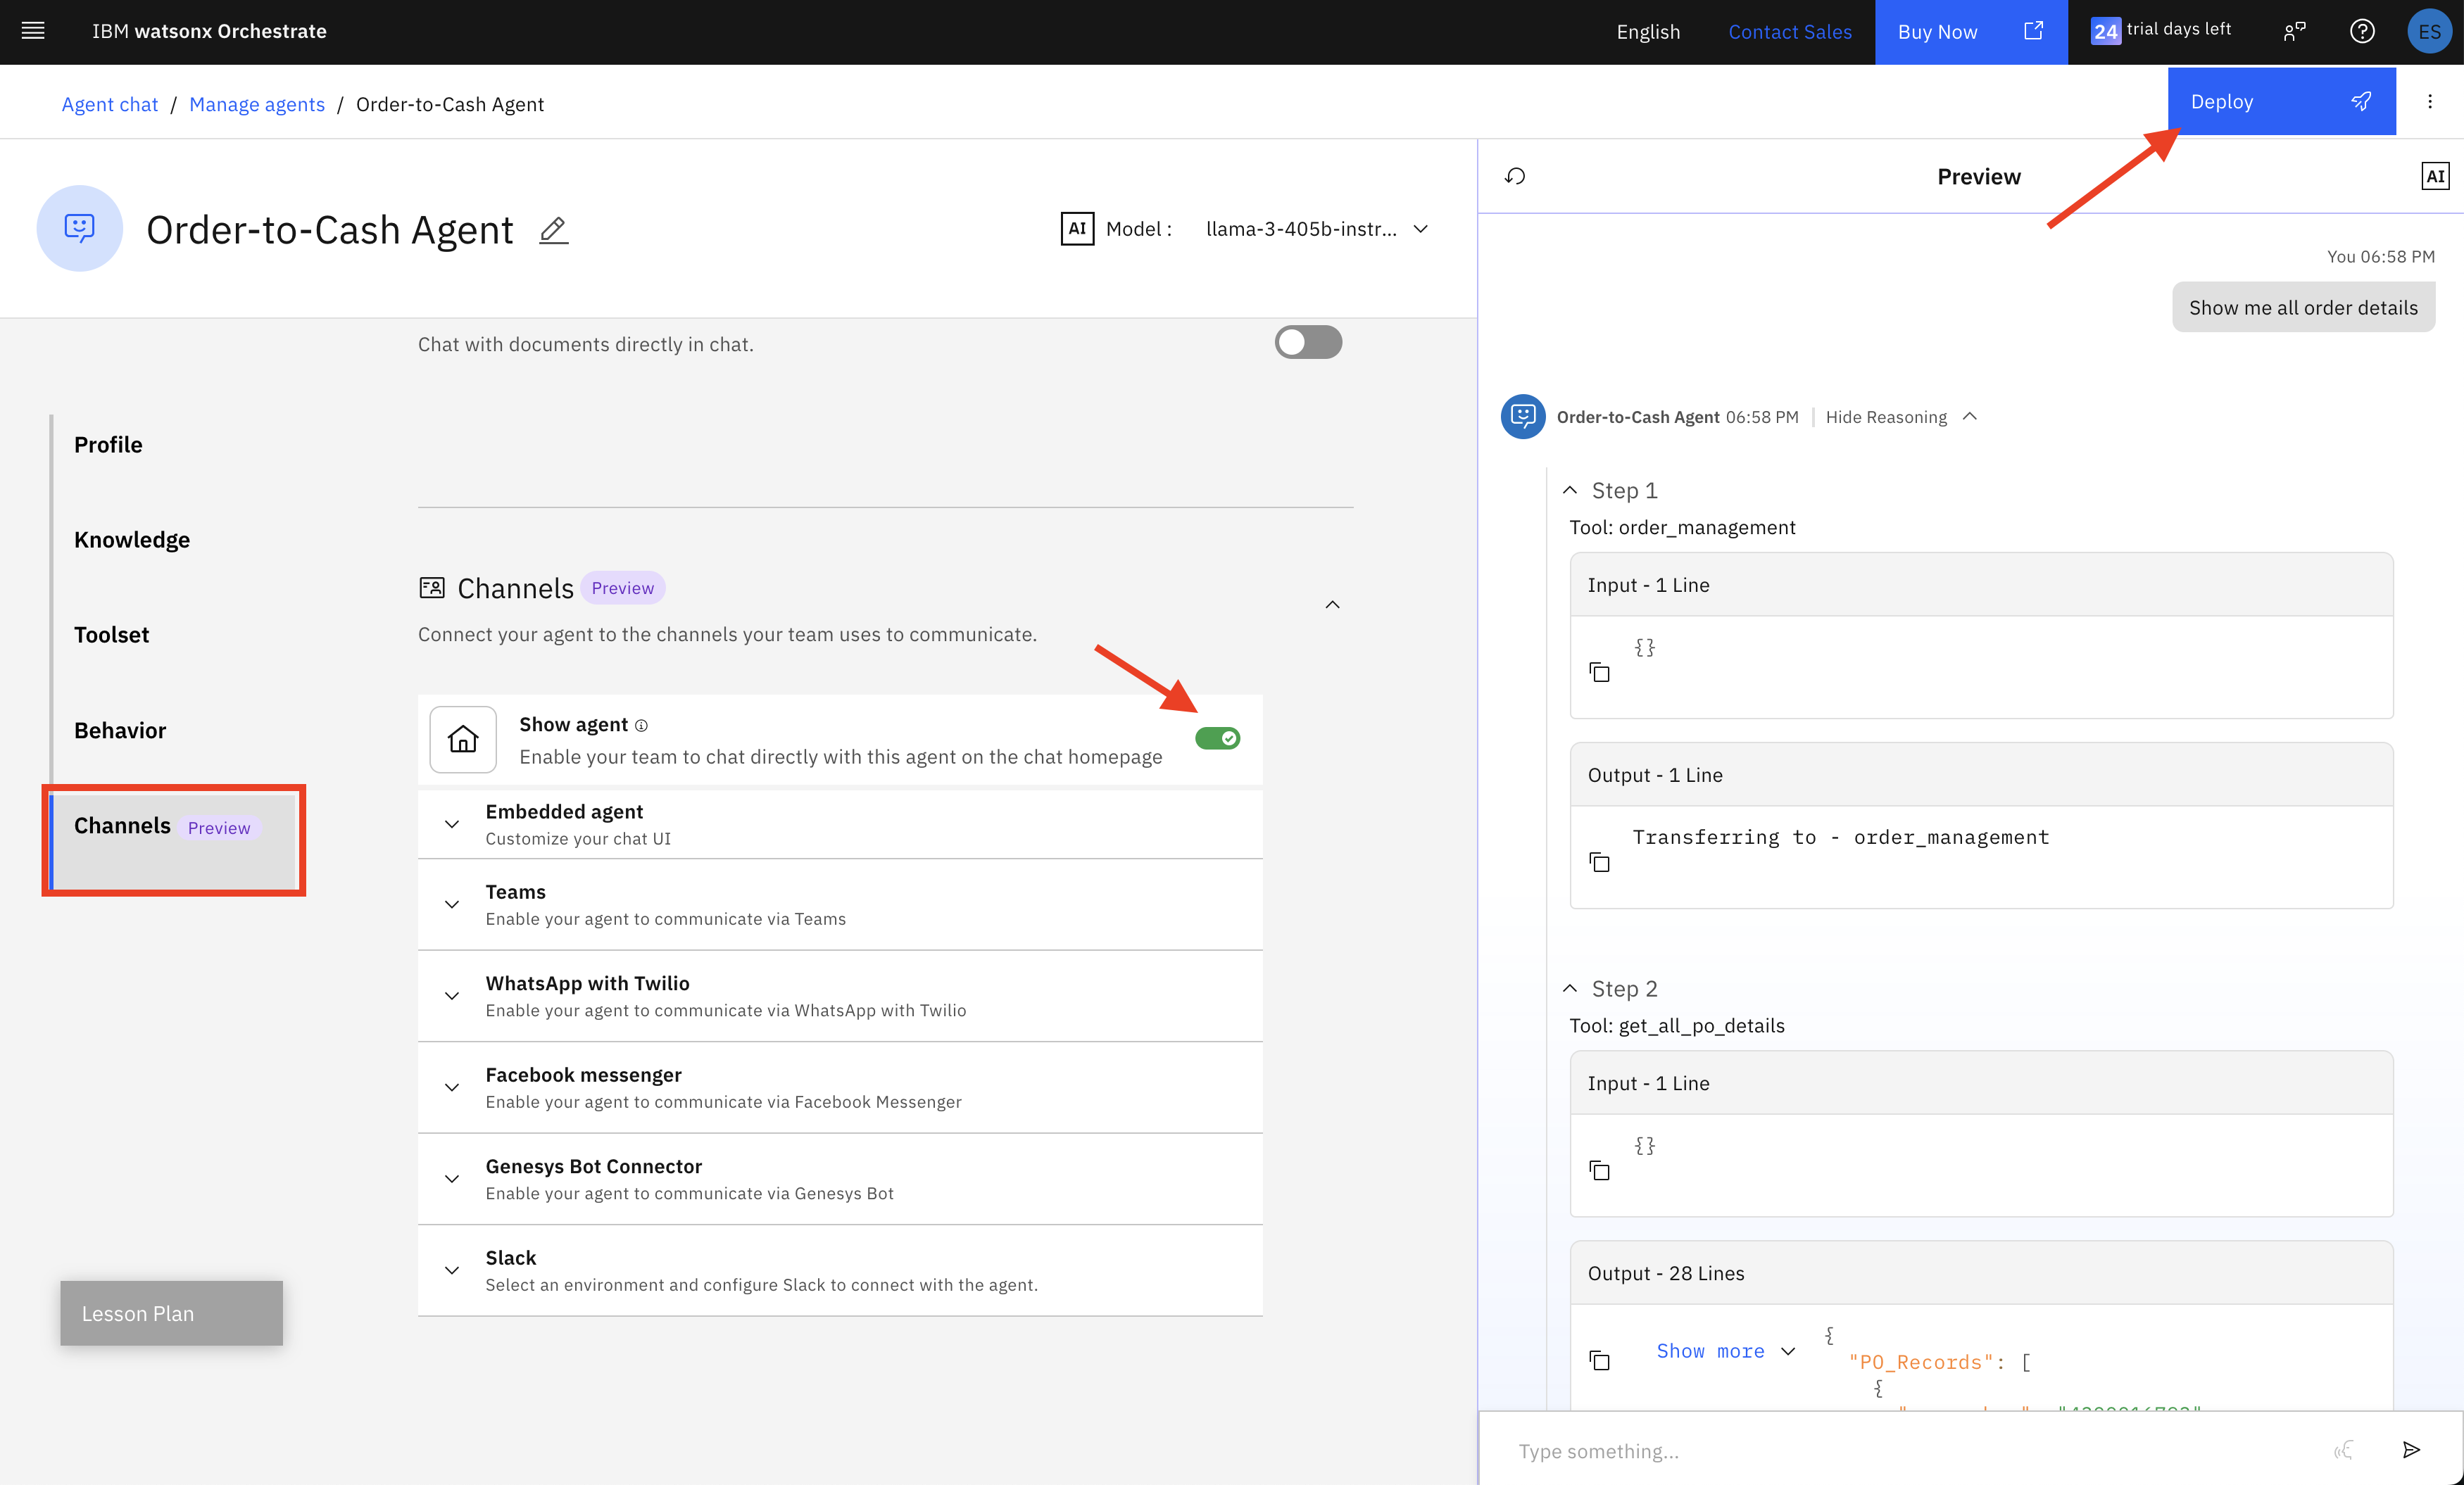 IBM watsonx Orchestrate
English
Contact Sales
Buy Now
24 trial days left
ES
Agent chat / Manage agents / Order-to-Cash Agent
Deploy
Order-to-Cash Agent
AI Model : llama-3-405b-instr...
Chat with documents directly in chat.
Profile
Knowledge
Toolset
Behavior
Channels Preview
Lesson Plan
Channels Preview
Connect your agent to the channels your team uses to communicate.
Show agent
Enable your team to chat directly with this agent on the chat homepage
Embedded agent
Customize your chat UI
Teams
Enable your agent to communicate via Teams
WhatsApp with Twilio
Enable your agent to communicate via WhatsApp with Twilio
Facebook messenger
Enable your agent to communicate via Facebook Messenger
Genesys Bot Connector
Enable your agent to communicate via Genesys Bot
Slack
Select an environment and configure Slack to connect with the agent.
Preview
AI
You 06:58 PM
Show me all order details
Order-to-Cash Agent 06:58 PM | Hide Reasoning
Step 1
Tool: order_management
Input - 1 Line
{}
Output - 1 Line
Transferring to - order_management
Step 2
Tool: get_all_po_details
Input - 1 Line
{}
Output - 28 Lines
Show more
{
"PO_Records": [
{
Type something...